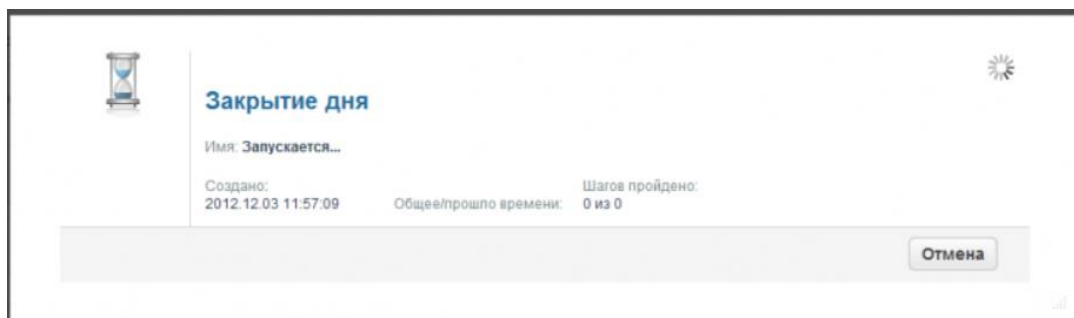 Закрытие дня
Имя: Запускается...
Создано:
2012.12.03 11:57:09
Общее/прошло времени:
Шагов пройдено:
0 из 0
Отмена